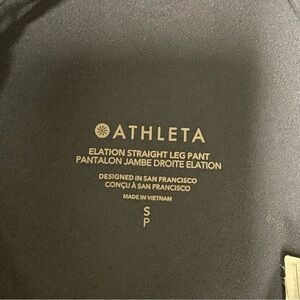 ATHLETA
ELATION STRAIGHT LEG PANT
PANTALON JAMBE DROITE ELATION
DESIGNED IN SAN FRANCISCO
CONÇU À SAN FRANCISCO
MADE IN VIETNAM
S
P